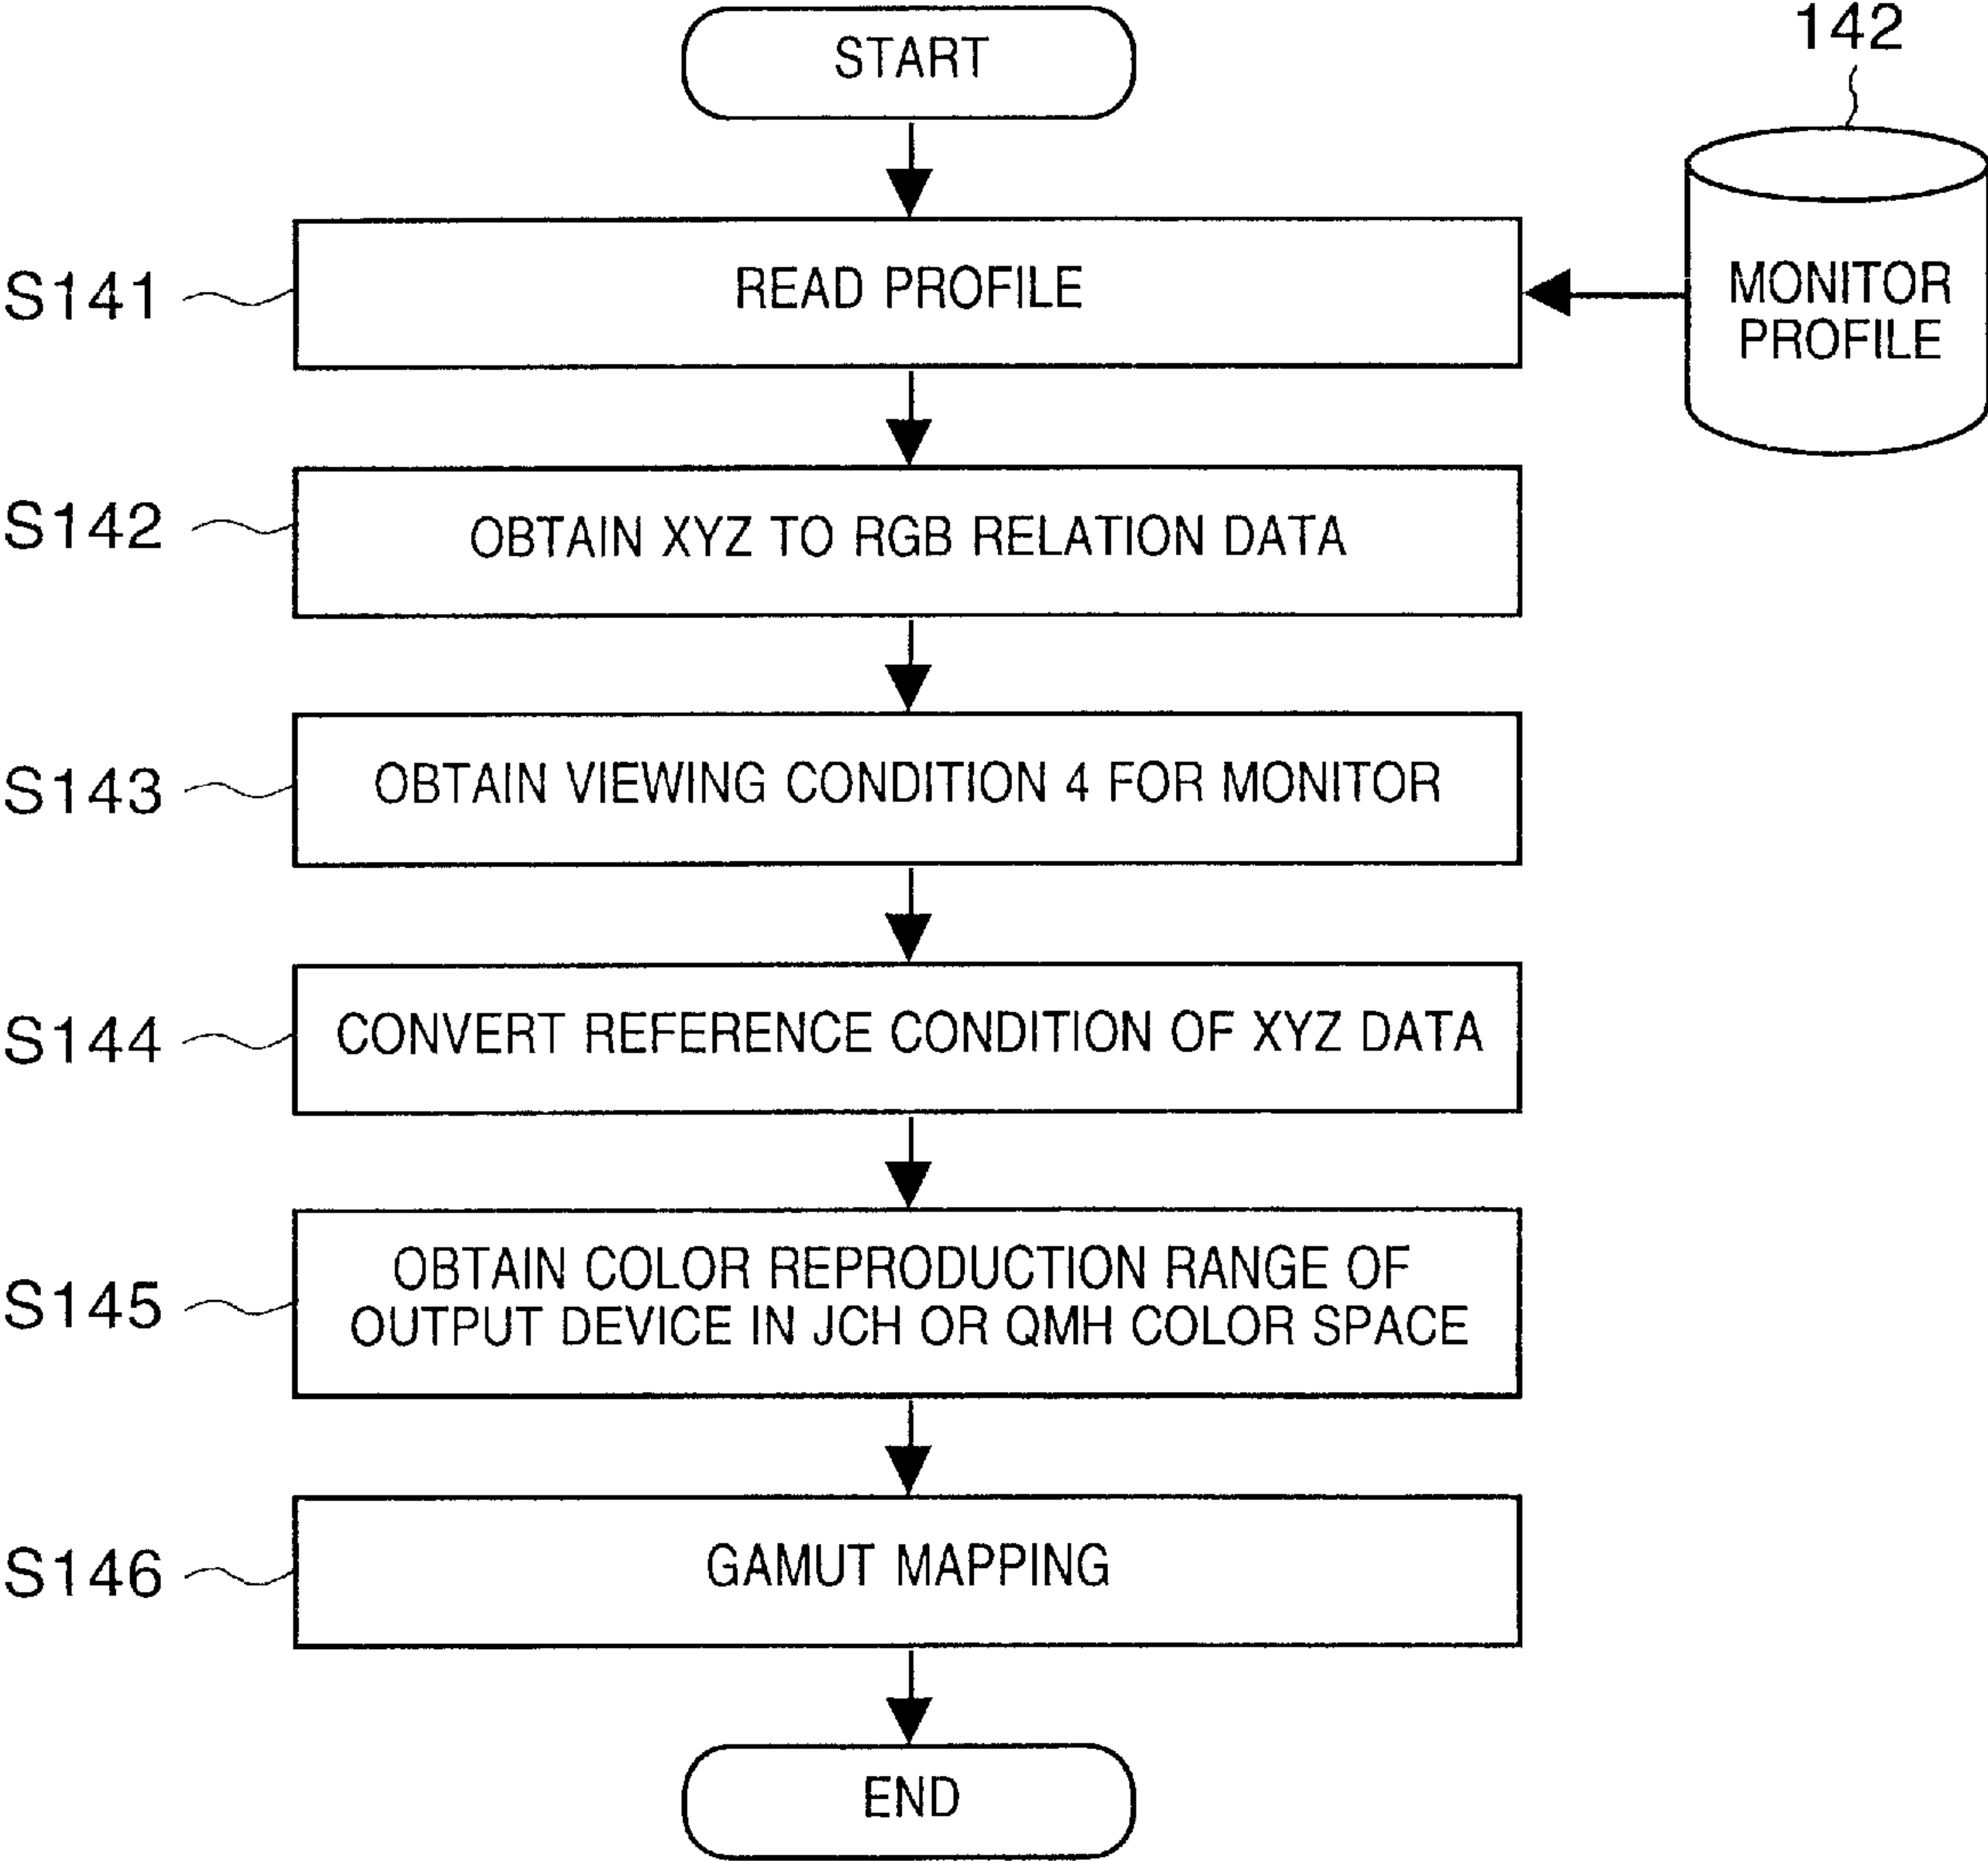 START
142
S141
READ PROFILE
MONITOR
PROFILE
S142
OBTAIN XYZ TO RGB RELATION DATA
S143
OBTAIN VIEWING CONDITION 4 FOR MONITOR
S144
CONVERT REFERENCE CONDITION OF XYZ DATA
S145
OBTAIN COLOR REPRODUCTION RANGE OF
OUTPUT DEVICE IN JCH OR QMH COLOR SPACE
S146
GAMUT MAPPING
END